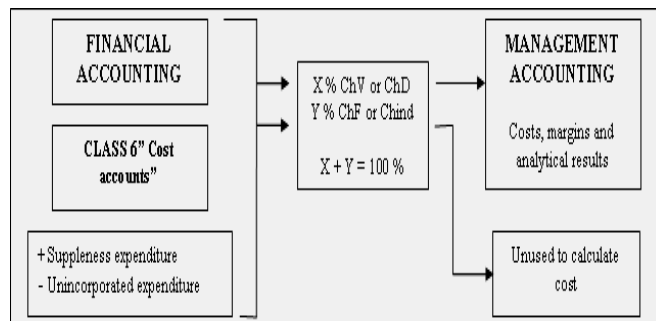 FINANCIAL
ACCOUNTING
CLASS 6” Cost
accounts”
+ Suppleness expenditure
- Unincorporated expenditure
X % ChV or ChD
Y % ChF or Chind
X + Y = 100 %
MANAGEMENT
ACCOUNTING
Costs, margins and
analytical results
Unused to calculate
cost